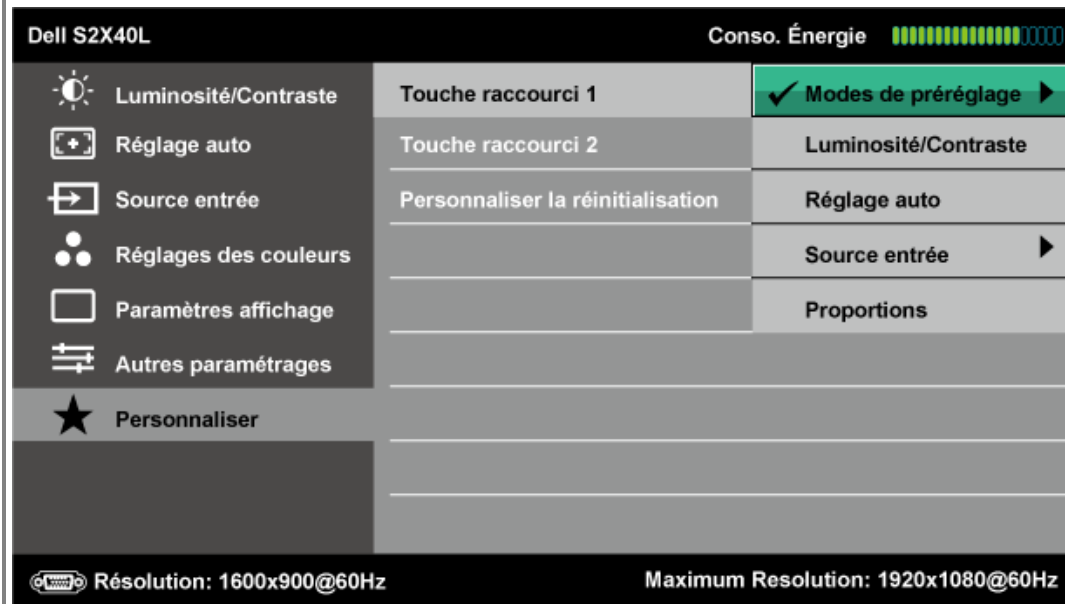 Dell S2X40L
Conso. Énergie
Luminosité/Contraste
Réglage auto
Source entrée
Réglages des couleurs
Paramètres affichage
Autres paramétrages
Personnaliser
Touche raccourci 1
Touche raccourci 2
Personnaliser la réinitialisation
Modes de préréglage
Luminosité/Contraste
Réglage auto
Source entrée
Proportions
Résolution: 1600x900@60Hz
Maximum Resolution: 1920x1080@60Hz